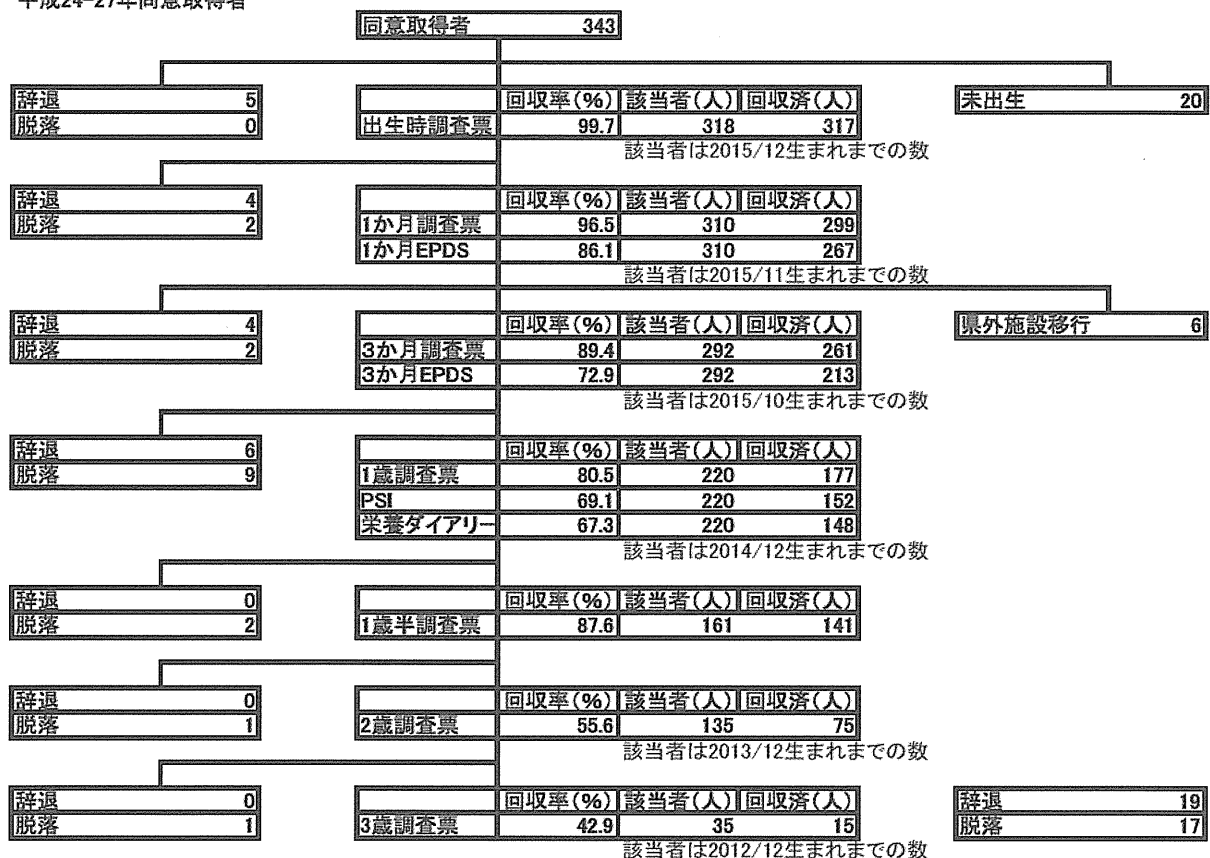 平成24-27年同意取得者
同意取得者 343
辞退 5
脱落 0
回収率(%) 該当者(人) 回収済(人)
出生時調査票 99.7 318 317
該当者は2015/12生まれまでの数
未出生 20
辞退 4
脱落 2
回収率(%) 該当者(人) 回収済(人)
1か月調査票 96.5 310 299
1か月EPDS 86.1 310 267
該当者は2015/11生まれまでの数
辞退 4
脱落 2
回収率(%) 該当者(人) 回収済(人)
3か月調査票 89.4 292 261
3か月EPDS 72.9 292 213
該当者は2015/10生まれまでの数
県外施設移行 6
辞退 6
脱落 9
回収率(%) 該当者(人) 回収済(人)
1歳調査票 80.5 220 177
PSI 69.1 220 152
栄養ダイアリー 67.3 220 148
該当者は2014/12生まれまでの数
辞退 0
脱落 2
回収率(%) 該当者(人) 回収済(人)
1歳半調査票 87.6 161 141
辞退 0
脱落 1
回収率(%) 該当者(人) 回収済(人)
2歳調査票 55.6 135 75
該当者は2013/12生まれまでの数
辞退 0
脱落 1
回収率(%) 該当者(人) 回収済(人)
3歳調査票 42.9 35 15
該当者は2012/12生まれまでの数
辞退 19
脱落 17